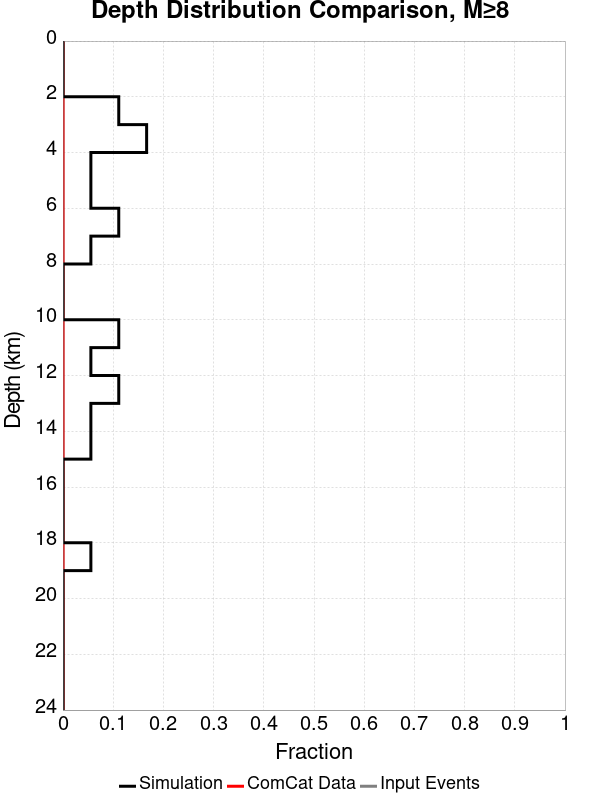 Depth Distribution Comparison, M≥8
0
2
4
6
8
10
12
14
16
18
20
22
24
Depth (km)
0 0.1 0.2 0.3 0.4 0.5 0.6 0.7 0.8 0.9 1
Fraction
Simulation ComCat Data Input Events